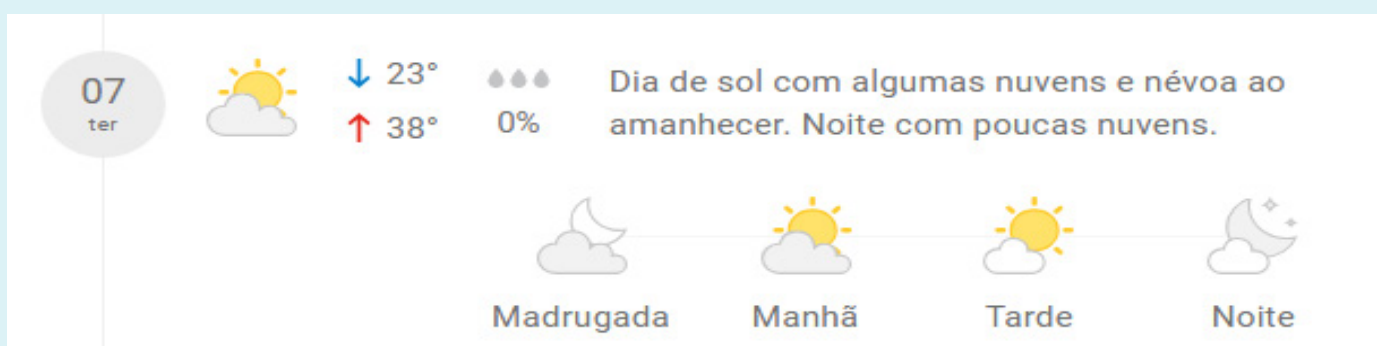 07
ter
↓ 23°
↑ 38°
0%
Dia de sol com algumas nuvens e névoa ao
amanhecer. Noite com poucas nuvens.
Madrugada
Manhã
Tarde
Noite